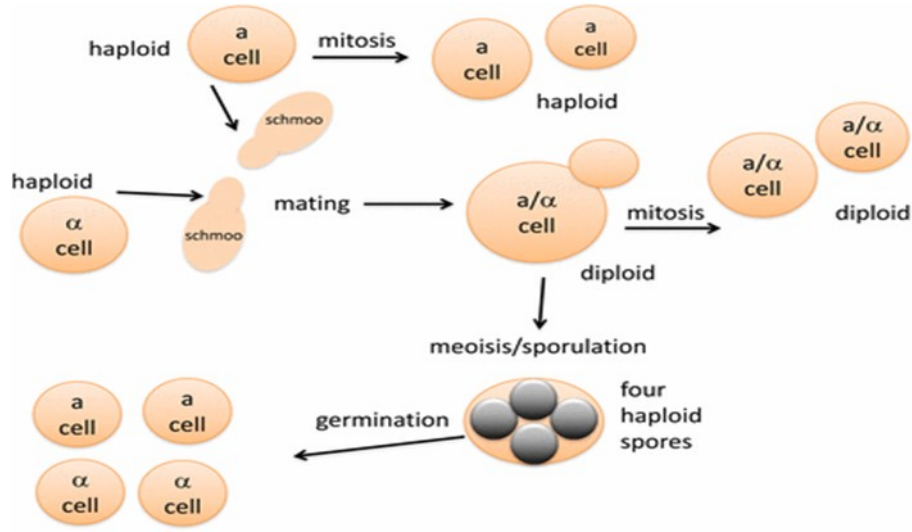 a
cell
haploid
mitosis
a
cell
a
cell
haploid
schmoo
haploid
α
cell
schmoo
mating
a/α
cell
diploid
mitosis
a/α
cell
a/α
cell
diploid
meoisis/sporulation
four
haploid
spores
germination
a
cell
a
cell
α
cell
α
cell